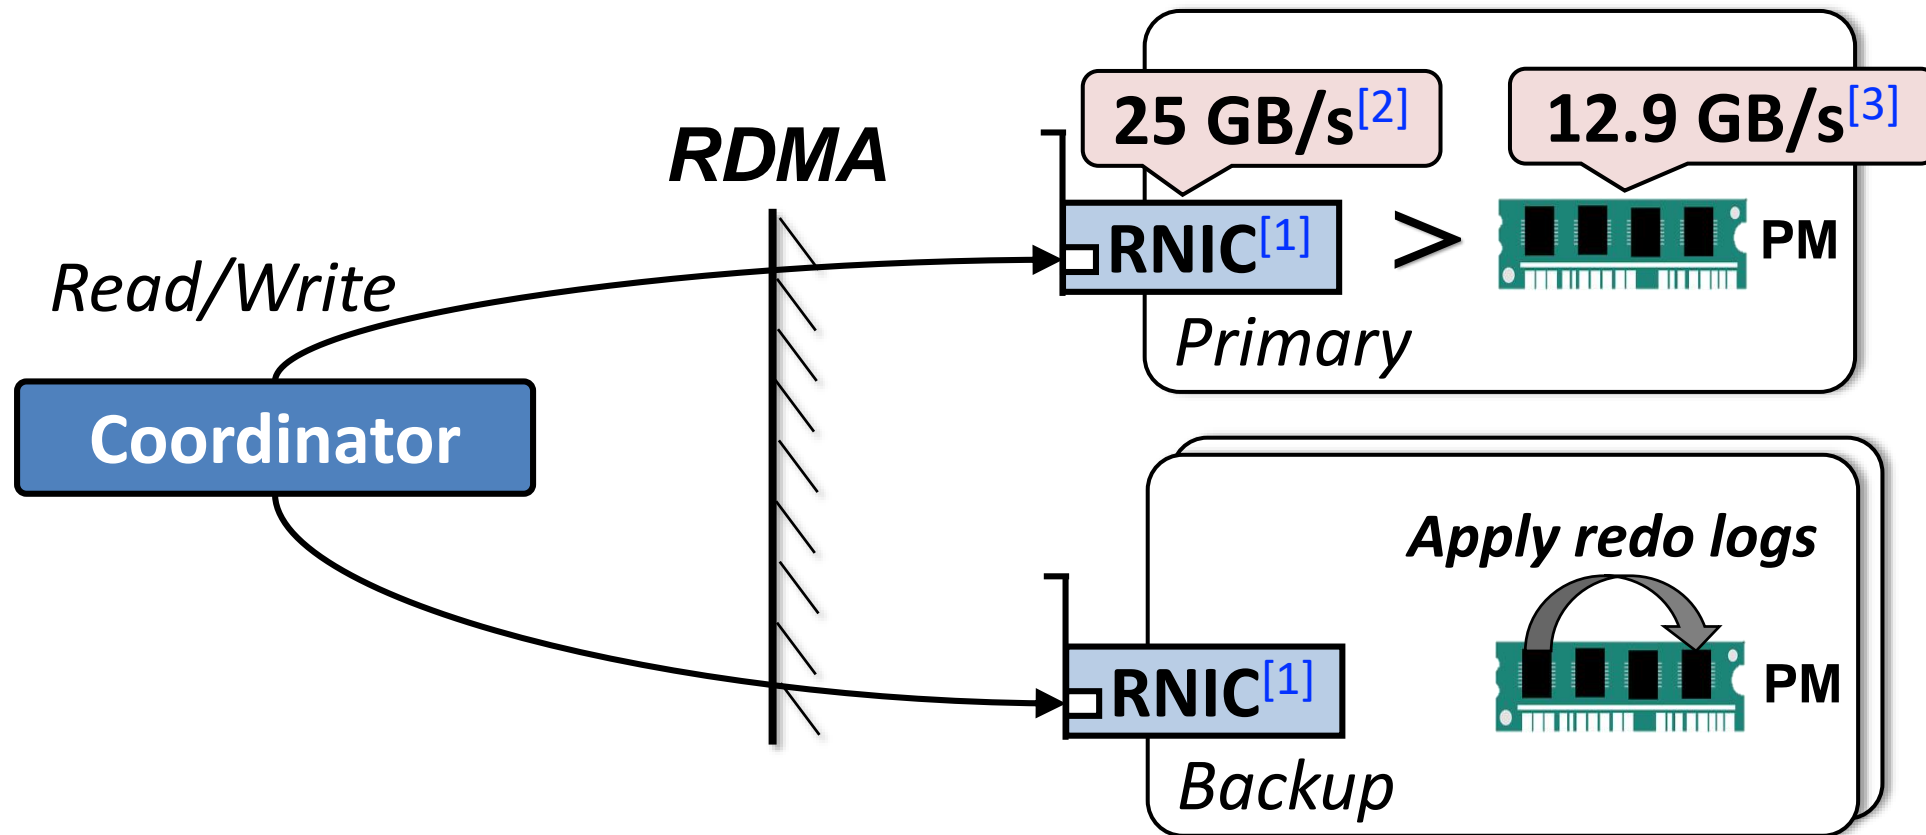 25 GB/s[2]
12.9 GB/s[3]
RDMA
RNIC[1]
>
PM
Read/Write
Primary
Coordinator
Apply redo logs
RNIC[1]
PM
Backup